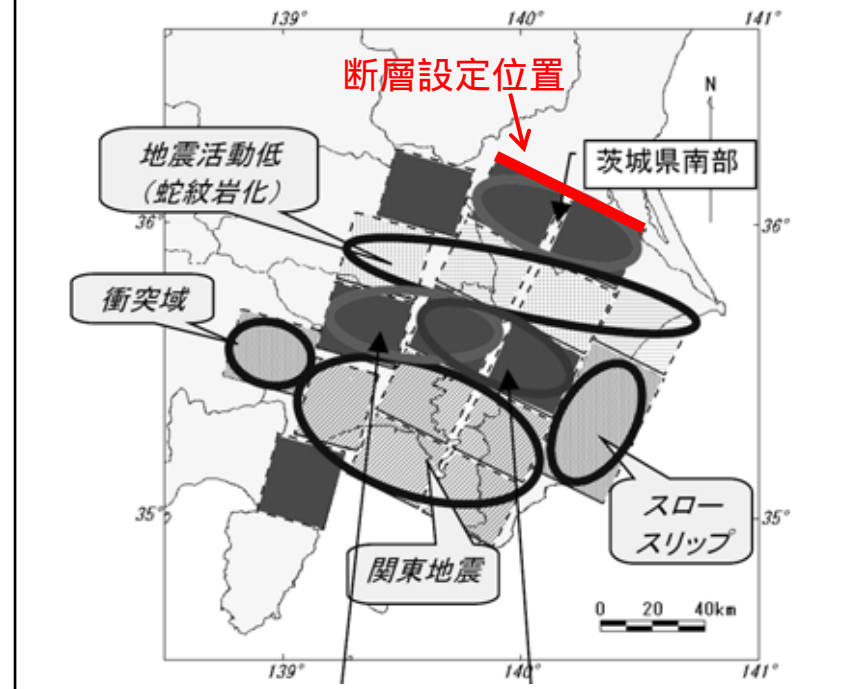 139°
140°
141°
断層設定位置
N
地震活動低
（蛇紋岩化）
茨城県南部
36°
36°
衝突域
スロー
スリップ
35°
35°
関東地震
0 20 40km
139°
140°
141°